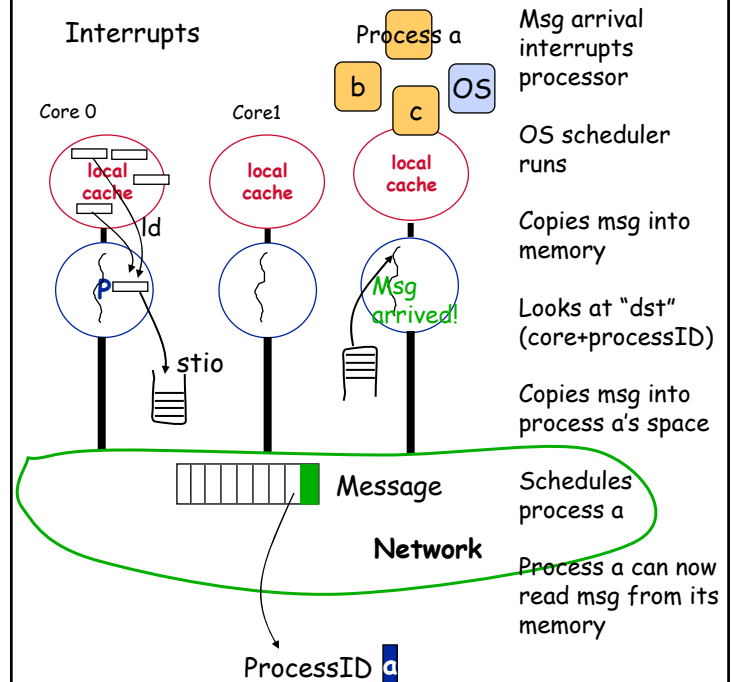 Interrupts
Process a
b
OS
c
Msg arrival
interrupts
processor
Core 0
Core1
local
cache
local
cache
local
cache
OS scheduler
runs
ld
Copies msg into
memory
P
Msg
arrived!
Looks at “dst”
(core+processID)
stio
Copies msg into
process a’s space
Message
Schedules
process a
Network
Process a can now
read msg from its
memory
ProcessID a